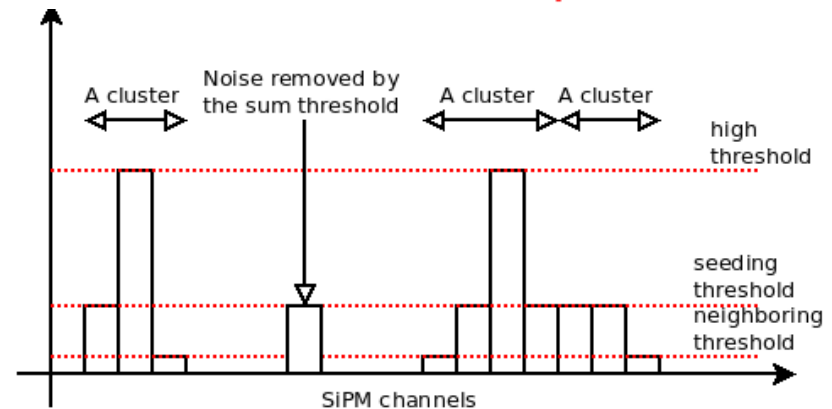 Noise removed by
the sum threshold
A cluster
A cluster
A cluster
high
threshold
seeding
threshold
neighboring
threshold
SiPM channels